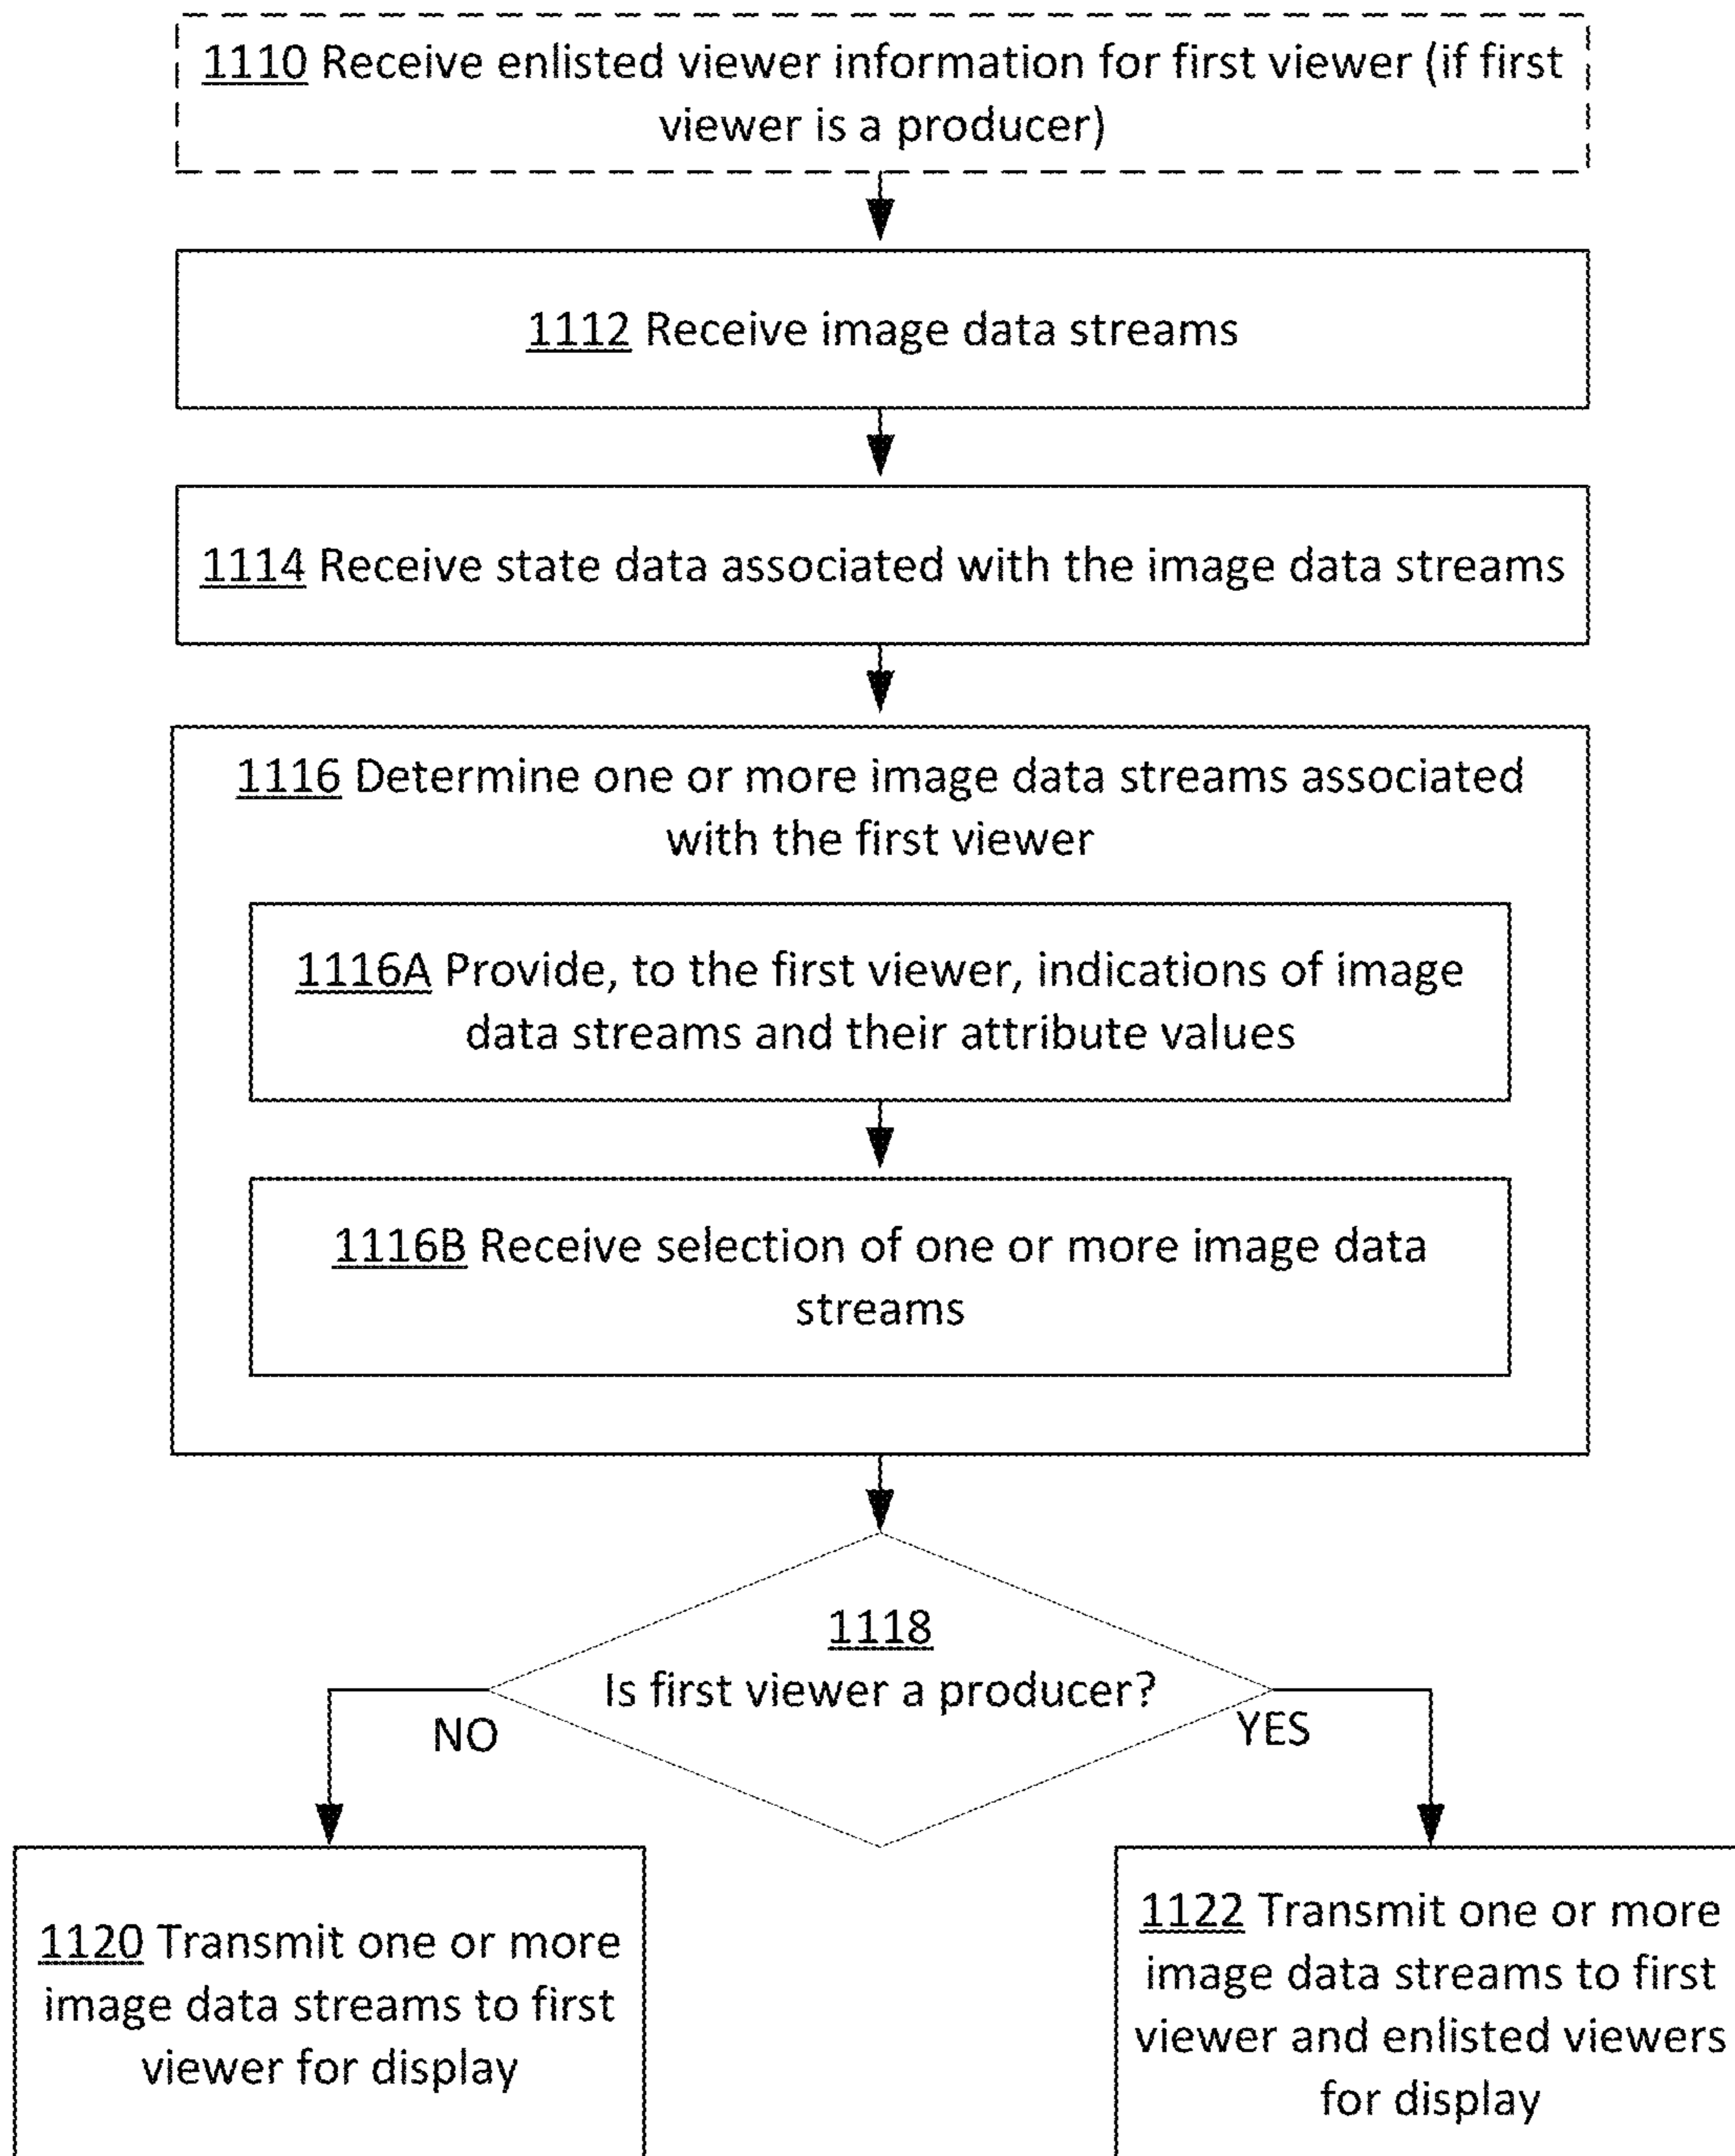 1110 Receive enlisted viewer information for first viewer (if first
viewer is a producer)
1112 Receive image data streams
1114 Receive state data associated with the image data streams
1116 Determine one or more image data streams associated
with the first viewer
1116A Provide, to the first viewer, indications of image
data streams and their attribute values
1116B Receive selection of one or more image data
streams
1118
Is first viewer a producer?
NO
YES
1120 Transmit one or more
image data streams to first
viewer for display
1122 Transmit one or more
image data streams to first
viewer and enlisted viewers
for display